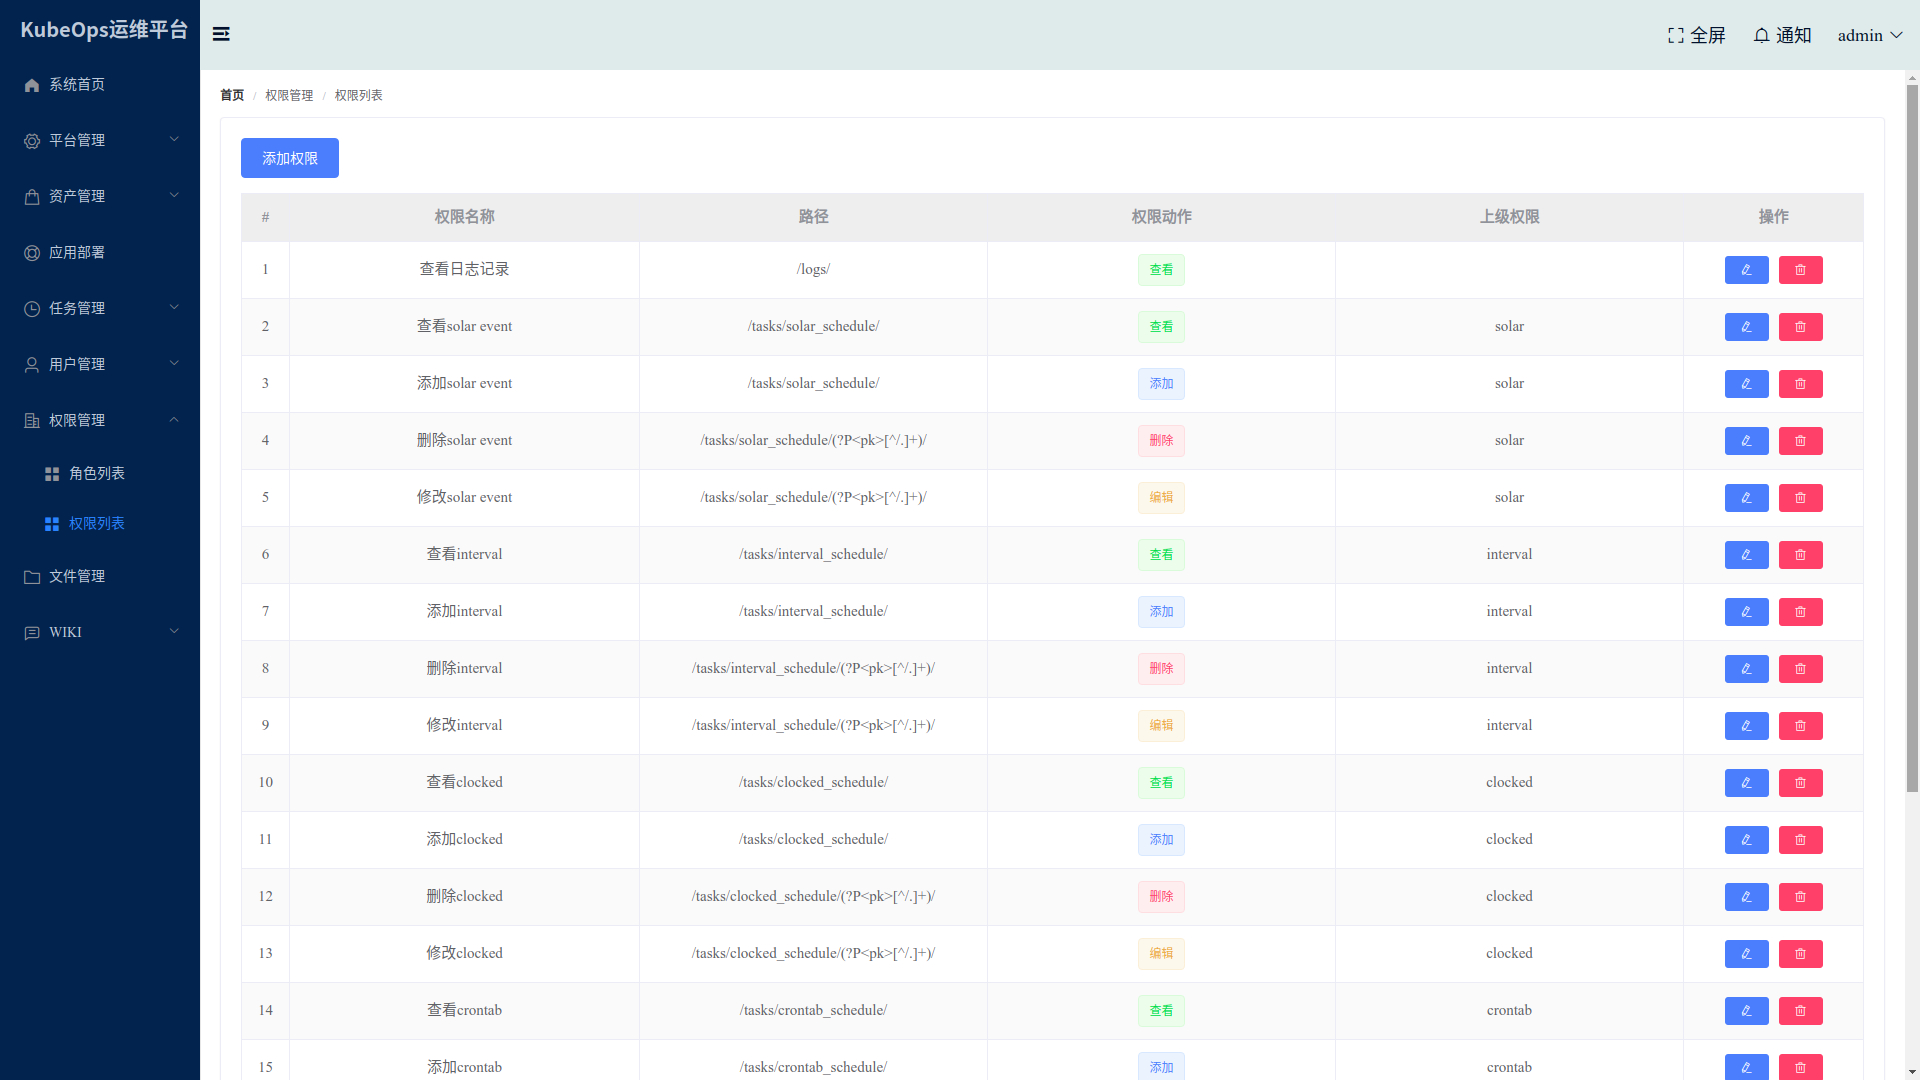 KubeOps运维平台
全屏 通知 admin
系统首页
平台管理
资产管理
应用部署
任务管理
用户管理
权限管理
角色列表
权限列表
文件管理
WIKI
首页 / 权限管理 / 权限列表
添加权限
# 权限名称 路径 权限动作 上级权限 操作
1 查看日志记录 /logs/ 查看
2 查看solar event /tasks/solar_schedule/ 查看 solar
3 添加solar event /tasks/solar_schedule/ 添加 solar
4 删除solar event /tasks/solar_schedule/(?P<pk>[^/.]+)/ 删除 solar
5 修改solar event /tasks/solar_schedule/(?P<pk>[^/.]+)/ 编辑 solar
6 查看interval /tasks/interval_schedule/ 查看 interval
7 添加interval /tasks/interval_schedule/ 添加 interval
8 删除interval /tasks/interval_schedule/(?P<pk>[^/.]+)/ 删除 interval
9 修改interval /tasks/interval_schedule/(?P<pk>[^/.]+)/ 编辑 interval
10 查看clocked /tasks/clocked_schedule/ 查看 clocked
11 添加clocked /tasks/clocked_schedule/ 添加 clocked
12 删除clocked /tasks/clocked_schedule/(?P<pk>[^/.]+)/ 删除 clocked
13 修改clocked /tasks/clocked_schedule/(?P<pk>[^/.]+)/ 编辑 clocked
14 查看crontab /tasks/crontab_schedule/ 查看 crontab
15 添加crontab /tasks/crontab_schedule/ 添加 crontab